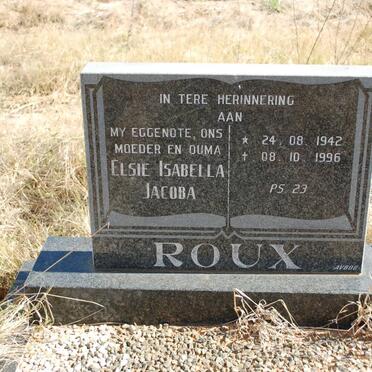 IN TERE HERINNERING
AAN
MY EGGENOTE, ONS
MOEDER EN OUMA
ELSIE ISABELLA
JACOBA
* 24. 08. 1942
† 08. 10. 1996
PS 23
ROUX
AVBOB